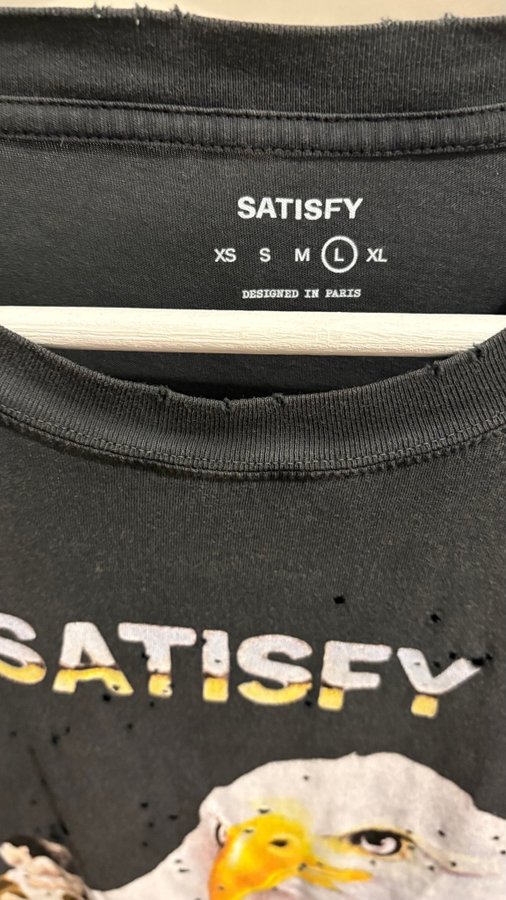 SATISFY
XS S M L XL
DESIGNED IN PARIS
SATISFY